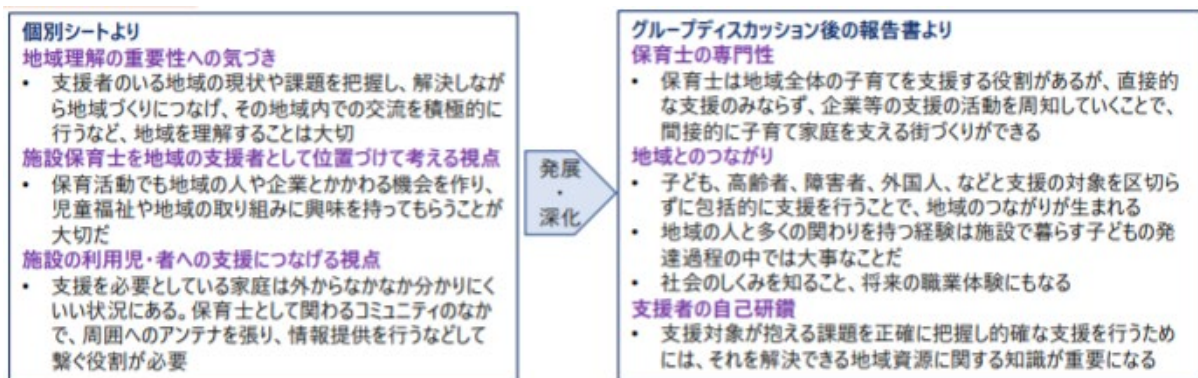 個別シートより
地域理解の重要性への気づき
• 支援者のいる地域の現状や課題を把握し、解決しなが
ら地域づくりにつなげ、その地域内での交流を積極的に
行うなど、地域を理解することは大切
施設保育士を地域の支援者として位置づけて考える視点
• 保育活動でも地域の人や企業とかかわる機会を作り、
児童福祉や地域の取り組みに興味を持ってもらうことが
大切だ
施設の利用児・者への支援につなげる視点
• 支援を必要としている家庭は外からなかなか分かりにく
いい状況にある。保育士として関わるコミュニティのなか
で、周囲へのアンテナを張り、情報提供を行うなどして
繋ぐ役割が必要
発展
・
深化
グループディスカッション後の報告書より
保育士の専門性
• 保育士は地域全体の子育てを支援する役割があるが、直接的
な支援のみならず、企業等の支援の活動を周知していくことで、
間接的に子育て家庭を支える街づくりができる
地域とのつながり
• 子ども、高齢者、障害者、外国人、などと支援の対象を区切ら
ずに包括的に支援を行うことで、地域のつながりが生まれる
• 地域の人と多くの関わりを持つ経験は施設で暮らす子どもの発
達過程の中では大事なことだ
• 社会のしくみを知ること、将来の職業体験にもなる
支援者の自己研鑽
• 支援対象が抱える課題を正確に把握し的確な支援を行うため
には、それを解決できる地域資源に関する知識が重要になる